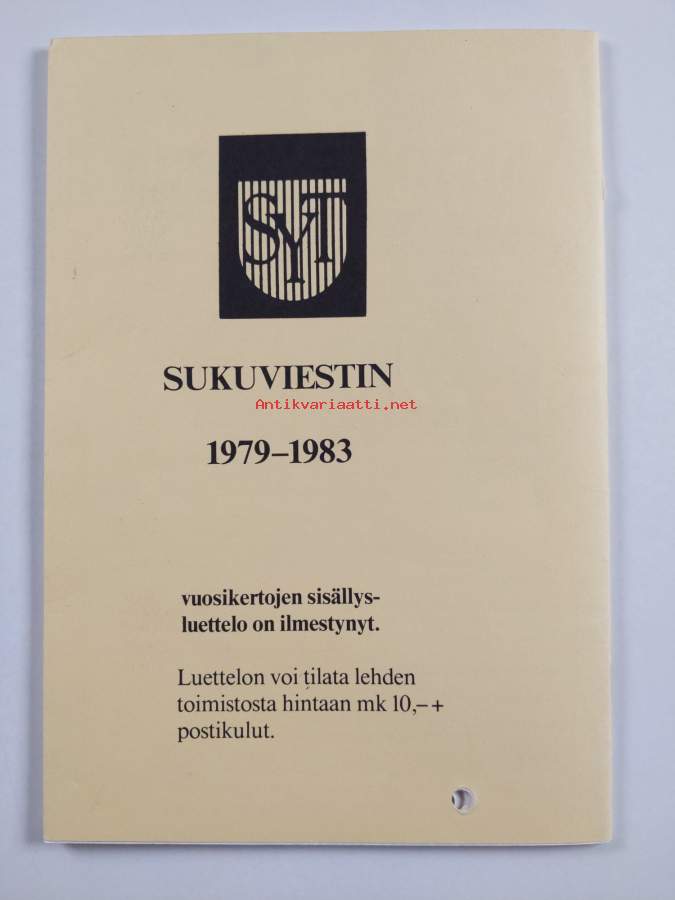 SYT
SUKUVIESTIN
Antikvariaatti.net
1979–1983
vuosikertojen sisällys-
luettelo on ilmestynyt.
Luettelon voi tilata lehden
toimistosta hintaan mk 10,–+
postikulut.